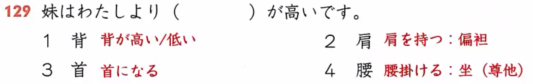 129 妹はわたしより(　　　)が高いです。
1 背 背が高い/低い 2 肩 肩を持つ：偏袒
3 首 首になる 4 腰 腰掛ける：坐（尊他）